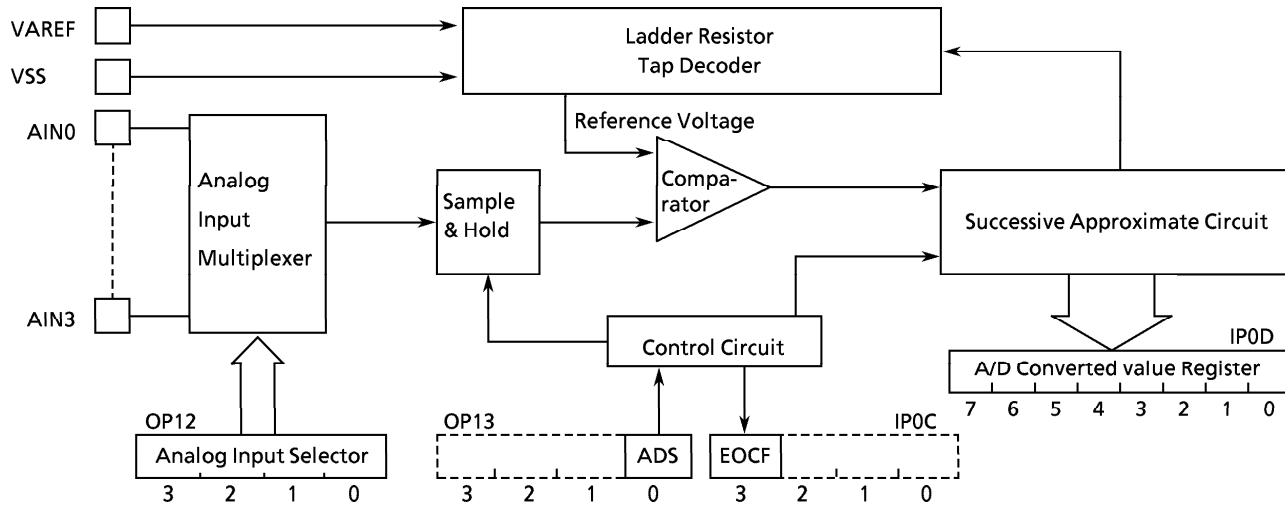 VAREF
VSS
Ladder Resistor
Tap Decoder
AIN0
Reference Voltage
Analog
Input
Multiplexer
Sample
& Hold
Compa-
rator
Successive Approximate Circuit
AIN3
Control Circuit
IP0D
A/D Converted value Register
7 6 5 4 3 2 1 0
OP12
Analog Input Selector
3 2 1 0
OP13
ADS
3 2 1 0
IP0C
EOCF
3 2 1 0